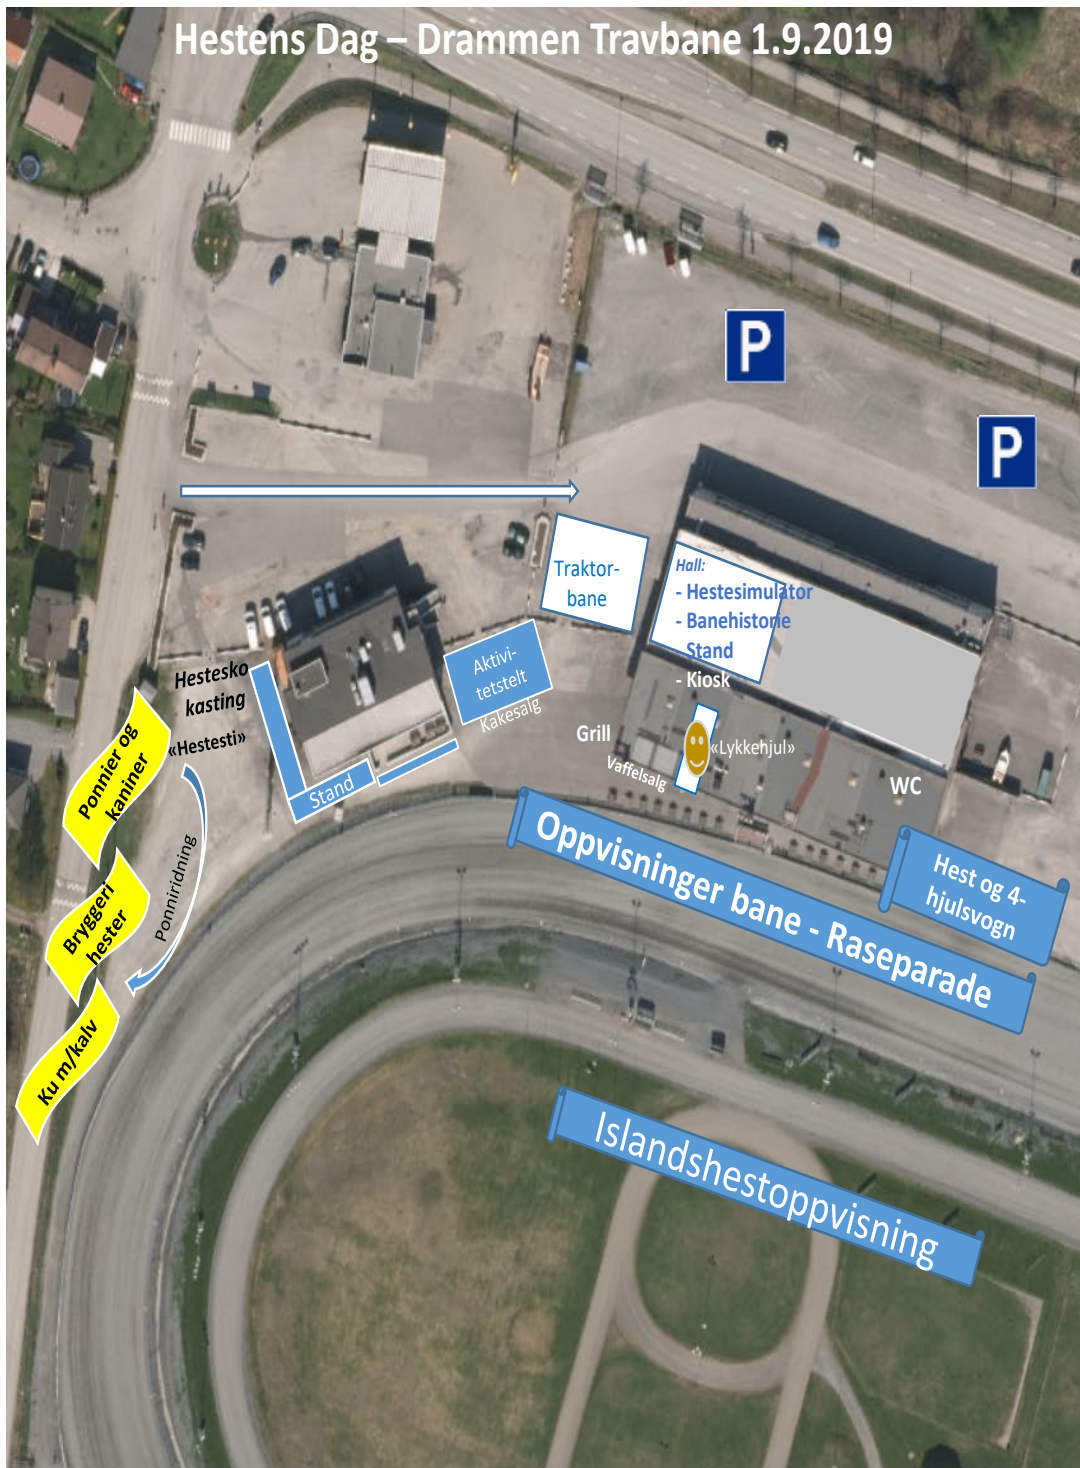 Hestens Dag – Drammen Travbane 1.9.2019
P
P
Traktor-
bane
Hall:
- Hestesimulator
- Banehistorie
- Stand
- Kiosk
Aktivi-
tetstelt
Kakesalg
Hestesko
kasting
«Hestesti»
Stand
Grill
Vaffelsalg
«Lykkehjul»
WC
Ponnier og
kaniner
Bryggeri
hester
Ku m/kalv
Ponniridning
Oppvisninger bane - Raseparade
Hest og 4-
hjulsvogn
Islandshestoppvisning